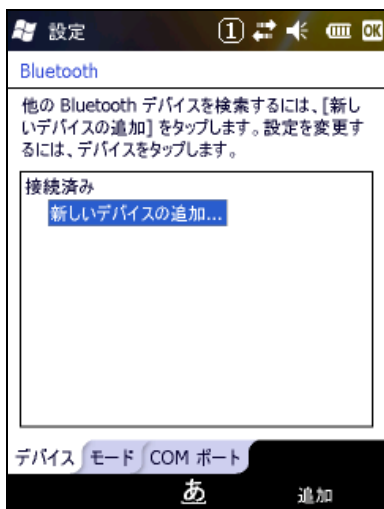 設定 1 OK
Bluetooth
他の Bluetooth デバイスを検索するには、[新し
いデバイスの追加] をタップします。設定を変更す
るには、デバイスをタップします。
接続済み
新しいデバイスの追加...
デバイス モード COM ポート
あ 追加